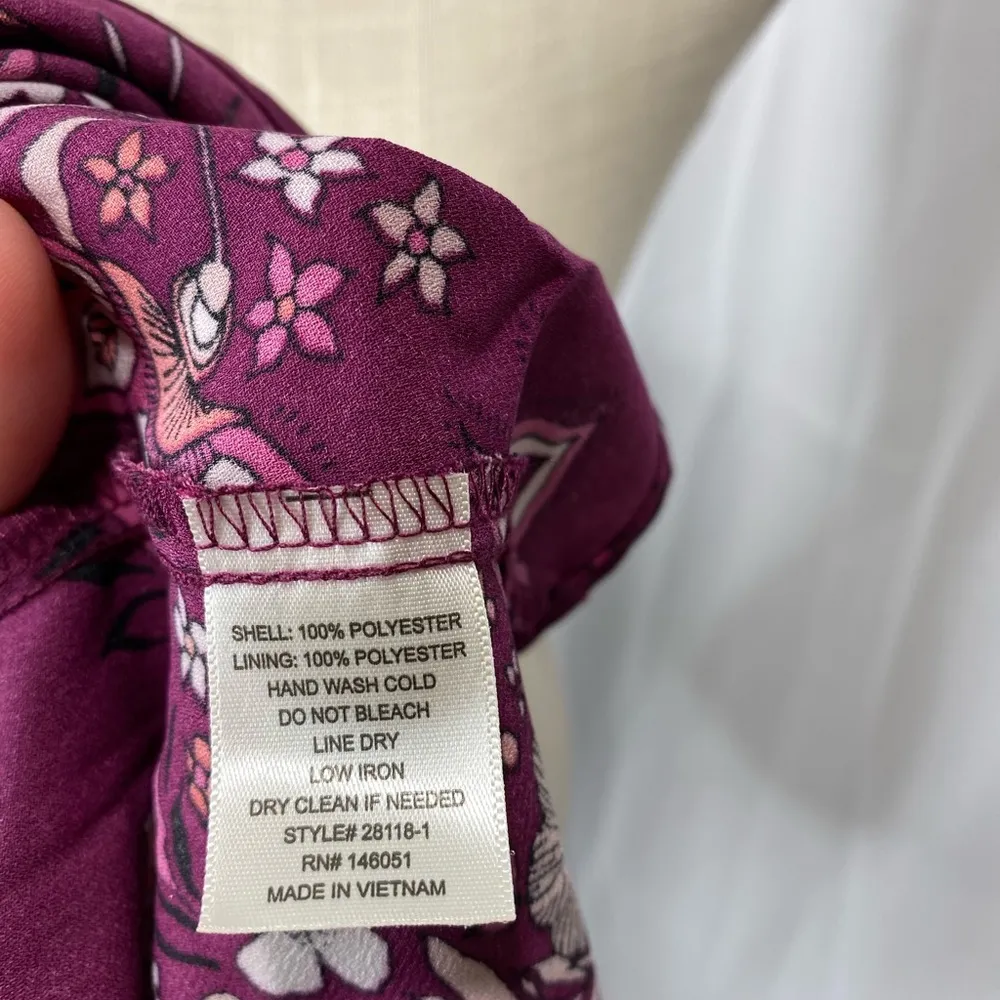 SHELL: 100% POLYESTER
LINING: 100% POLYESTER
HAND WASH COLD
DO NOT BLEACH
LINE DRY
LOW IRON
DRY CLEAN IF NEEDED
STYLE# 28118-1
RN# 146051
MADE IN VIETNAM